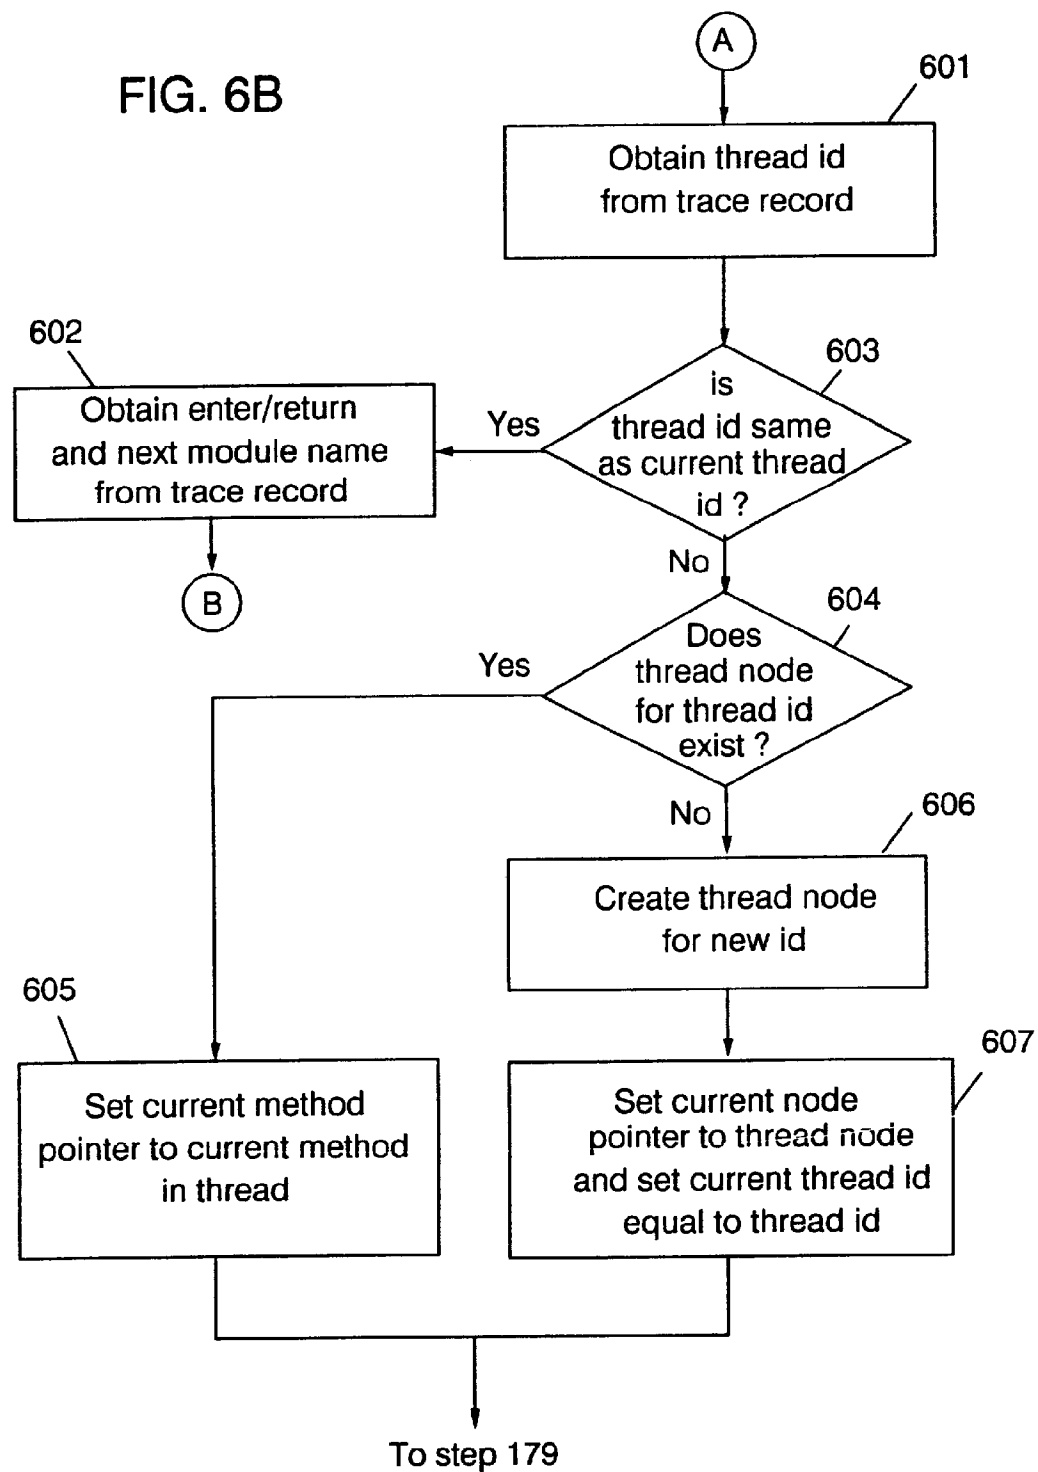 A
FIG. 6B
601
Obtain thread id
from trace record
602
Obtain enter/return
and next module name
from trace record
Yes
603
is
thread id same
as current thread
id ?
No
B
604
Does
thread node
for thread id
exist ?
Yes
No
606
Create thread node
for new id
605
Set current method
pointer to current method
in thread
607
Set current node
pointer to thread node
and set current thread id
equal to thread id
To step 179